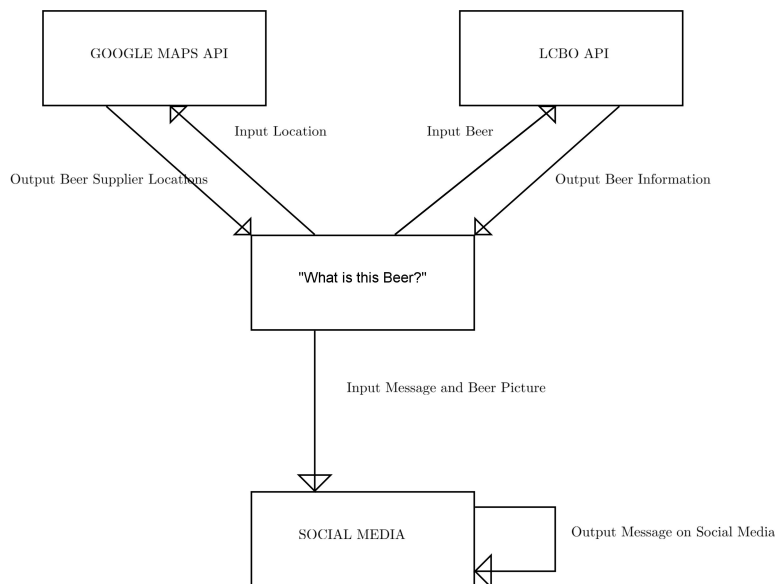 GOOGLE MAPS API
LCBO API
Input Location
Input Beer
Output Beer Supplier Locations
Output Beer Information
"What is this Beer?"
Input Message and Beer Picture
SOCIAL MEDIA
Output Message on Social Media